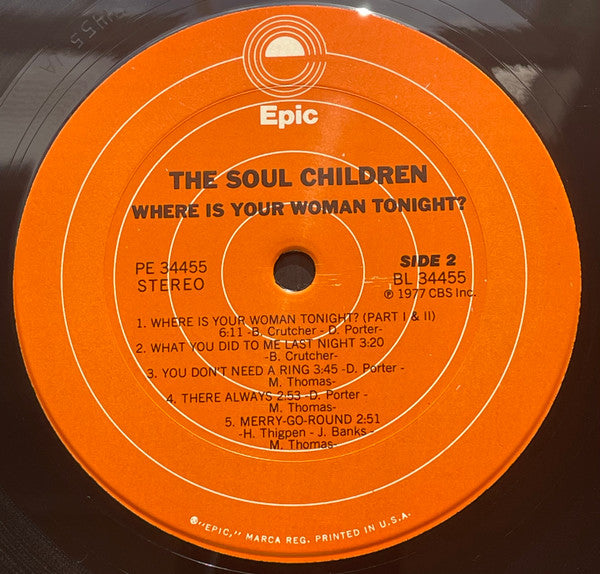 Epic
THE SOUL CHILDREN
WHERE IS YOUR WOMAN TONIGHT?
PE 34455
STEREO
SIDE 2
BL 34455
Ⓟ 1977 CBS Inc.
1. WHERE IS YOUR WOMAN TONIGHT? (PART I & II)
6:11 -B. Crutcher - D. Porter-
2. WHAT YOU DID TO ME LAST NIGHT 3:20
-B. Crutcher-
3. YOU DON'T NEED A RING 3:45 -D. Porter -
M. Thomas-
4. THERE ALWAYS 2:53 -D. Porter -
M. Thomas-
5. MERRY-GO-ROUND 2:51
-H. Thigpen - J. Banks -
M. Thomas-
®"EPIC," MARCA REG. PRINTED IN U.S.A.